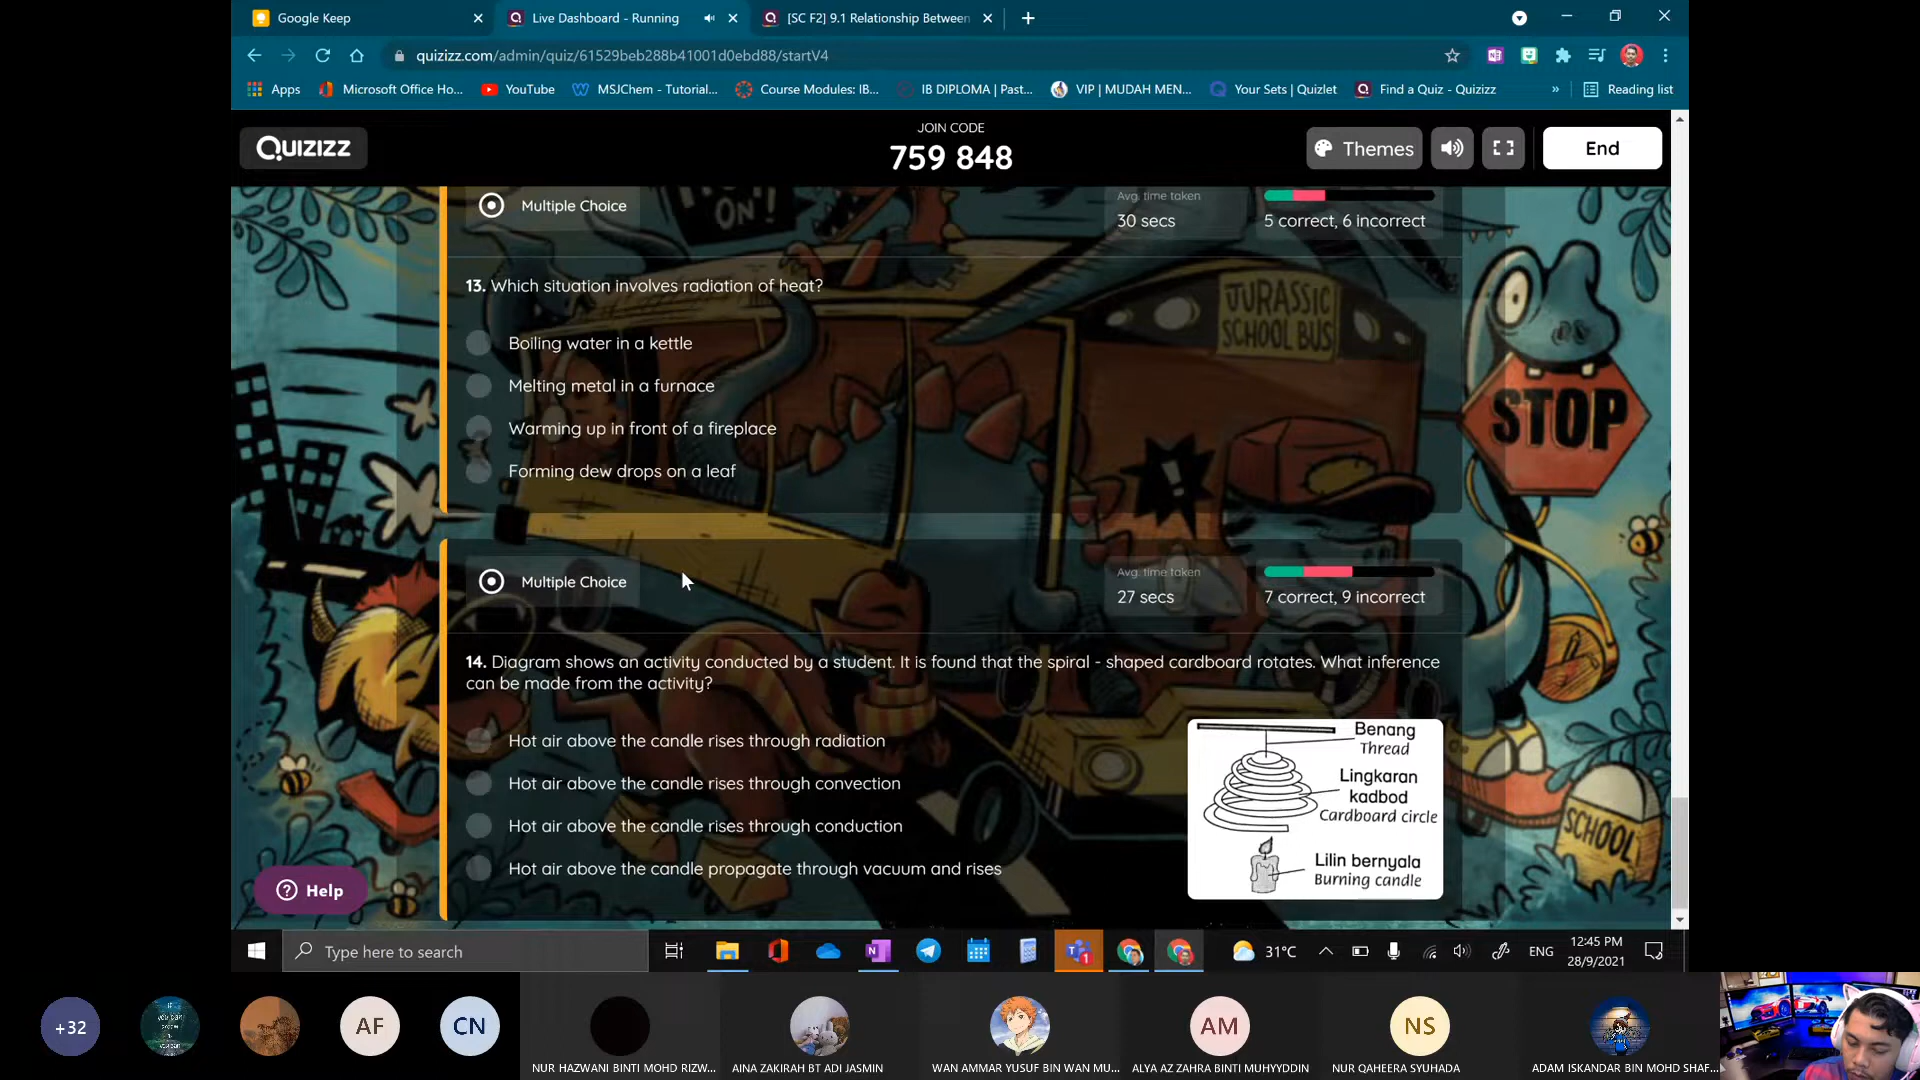 Google Keep
Live Dashboard - Running
[SC F2] 9.1 Relationship Between
quizizz.com/admin/quiz/61529beb288b41001d0ebd88/startV4
Apps
Microsoft Office Ho...
YouTube
MSJChem - Tutorial...
Course Modules: IB...
IB DIPLOMA | Past...
VIP | MUDAH MEN...
Your Sets | Quizlet
Find a Quiz - Quizizz
»
Reading list
QUIZIZZ
JOIN CODE
759 848
Themes
End
ON!
Multiple Choice
Avg. time taken
30 secs
5 correct, 6 incorrect
13. Which situation involves radiation of heat?
Boiling water in a kettle
Melting metal in a furnace
Warming up in front of a fireplace
Forming dew drops on a leaf
JURASSIC
SCHOOL BUS
STOP
Multiple Choice
Avg. time taken
27 secs
7 correct, 9 incorrect
14. Diagram shows an activity conducted by a student. It is found that the spiral - shaped cardboard rotates. What inference
can be made from the activity?
Hot air above the candle rises through radiation
Hot air above the candle rises through convection
Hot air above the candle rises through conduction
Hot air above the candle propagate through vacuum and rises
Benang
Thread
Lingkaran
kadbod
Cardboard circle
Lilin bernyala
Burning candle
SCHOOL
Help
Type here to search
31°C
ENG
12:45 PM
28/9/2021
+32
AF
CN
AM
NS
NUR HAZWANI BINTI MOHD RIZW...
AINA ZAKIRAH BT ADI JASMIN
WAN AMMAR YUSUF BIN WAN MU...
ALYA AZ ZAHRA BINTI MUHYYDDIN
NUR QAHEERA SYUHADA
ADAM ISKANDAR BIN MOHD SHAF...